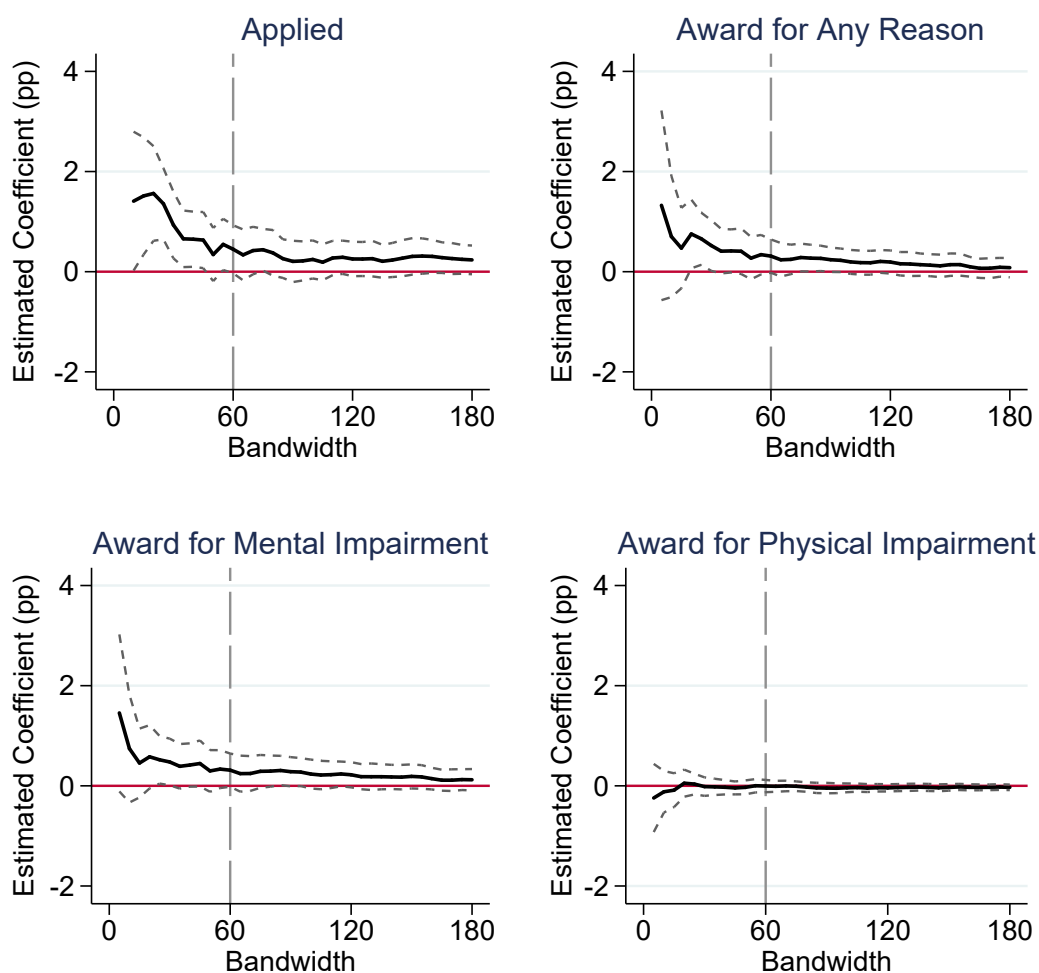 Applied
Estimated Coefficient (pp)
4
2
0
-2
0 60 120 180
Bandwidth
Award for Any Reason
Estimated Coefficient (pp)
4
2
0
-2
0 60 120 180
Bandwidth
Award for Mental Impairment
Estimated Coefficient (pp)
4
2
0
-2
0 60 120 180
Bandwidth
Award for Physical Impairment
Estimated Coefficient (pp)
4
2
0
-2
0 60 120 180
Bandwidth